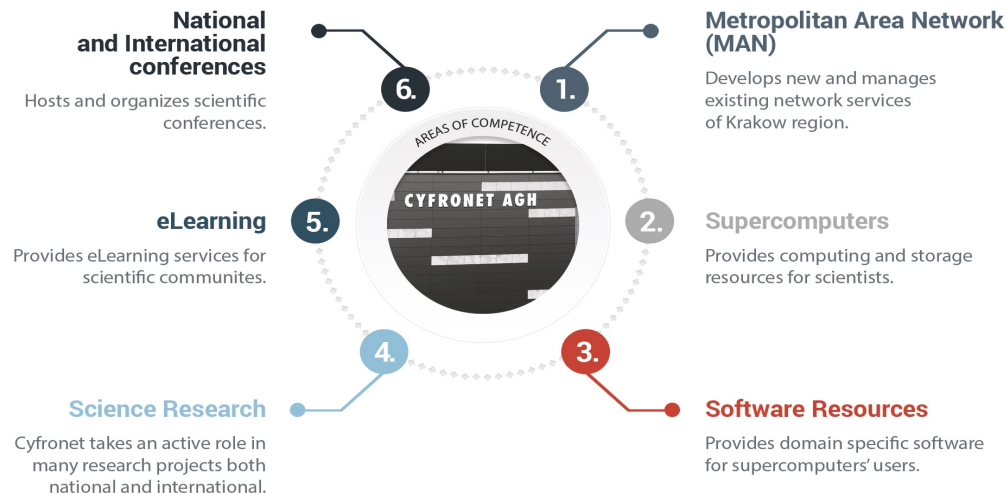 Metropolitan Area Network
(MAN)
Develops new and manages
existing network services
of Krakow region.
1.
2.
Supercomputers
Provides computing and storage
resources for scientists.
3.
Software Resources
Provides domain specific software
for supercomputers' users.
4.
Science Research
Cyfronet takes an active role in
many research projects both
national and international.
5.
eLearning
Provides eLearning services for
scientific communites.
6.
National
and International
conferences
Hosts and organizes scientific
conferences.
AREAS OF COMPETENCE
CYFRONET AGH